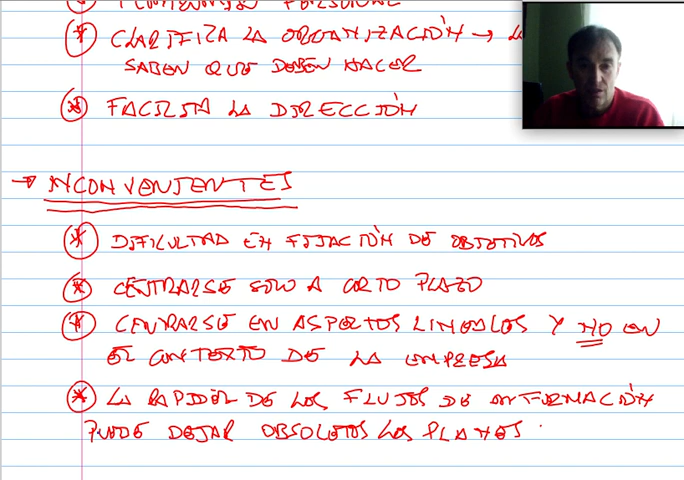 PERSONAL
* CLARIFICA LA ORGANIZACIÓN →
SABEN QUE DEBEN HACER
* FACILITA LA DIRECCIÓN
→ INCONVENIENTES
* DIFICULTAD EN FIJACIÓN DE OBJETIVOS
* CENTRARSE SOLO A CORTO PLAZO
* CENTRARSE EN ASPECTOS LINEALES Y NO EN
EL CONTEXTO DE LA EMPRESA
* LA RAPIDEZ DE LOS FLUJOS DE INFORMACIÓN
PUEDE DEJAR OBSOLETOS LOS PLANES.